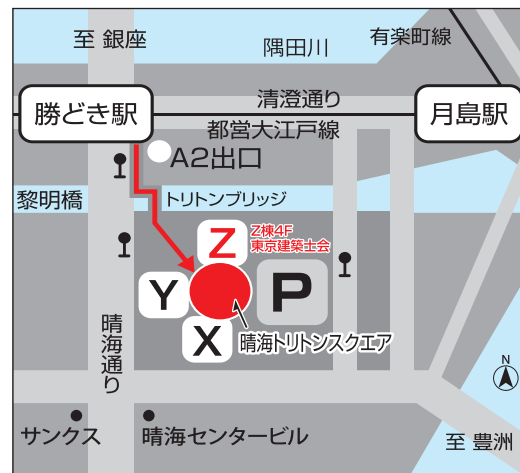 至 銀座
隅田川
有楽町線
勝どき駅
清澄通り
月島駅
都営大江戸線
A2出口
黎明橋
トリトンブリッジ
Z
Z棟4F
東京建築士会
Y
P
X
晴海トリトンスクエア
晴海通り
N
サンクス
晴海センタービル
至 豊洲